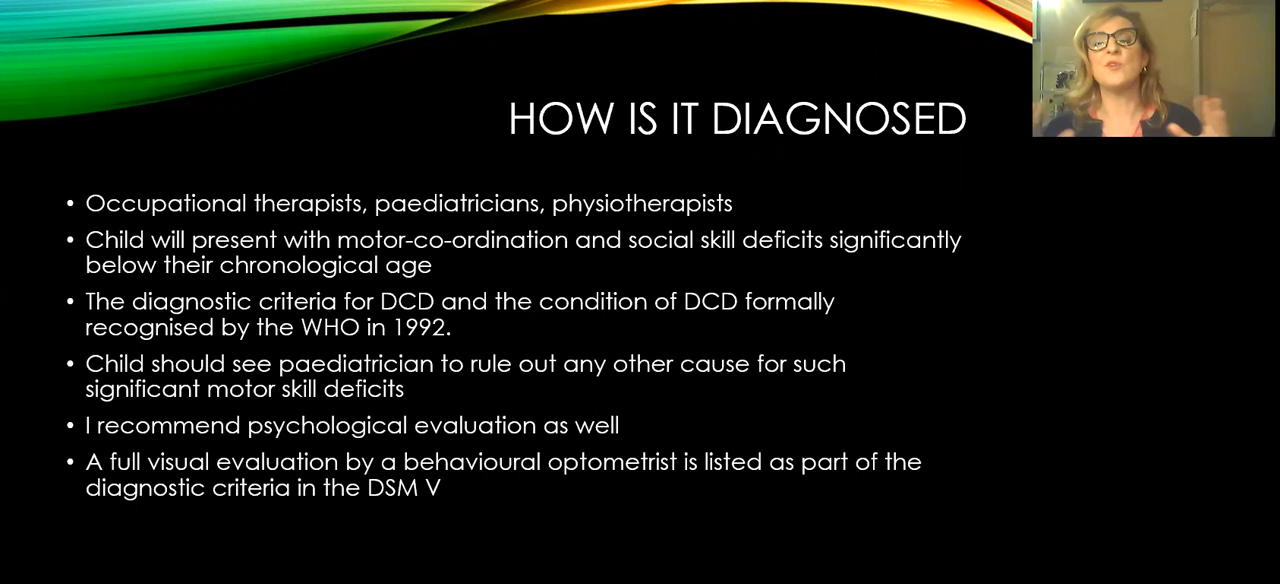 HOW IS IT DIAGNOSED
• Occupational therapists, paediatricians, physiotherapists
• Child will present with motor-co-ordination and social skill deficits significantly
below their chronological age
• The diagnostic criteria for DCD and the condition of DCD formally
recognised by the WHO in 1992.
• Child should see paediatrician to rule out any other cause for such
significant motor skill deficits
• I recommend psychological evaluation as well
• A full visual evaluation by a behavioural optometrist is listed as part of the
diagnostic criteria in the DSM V